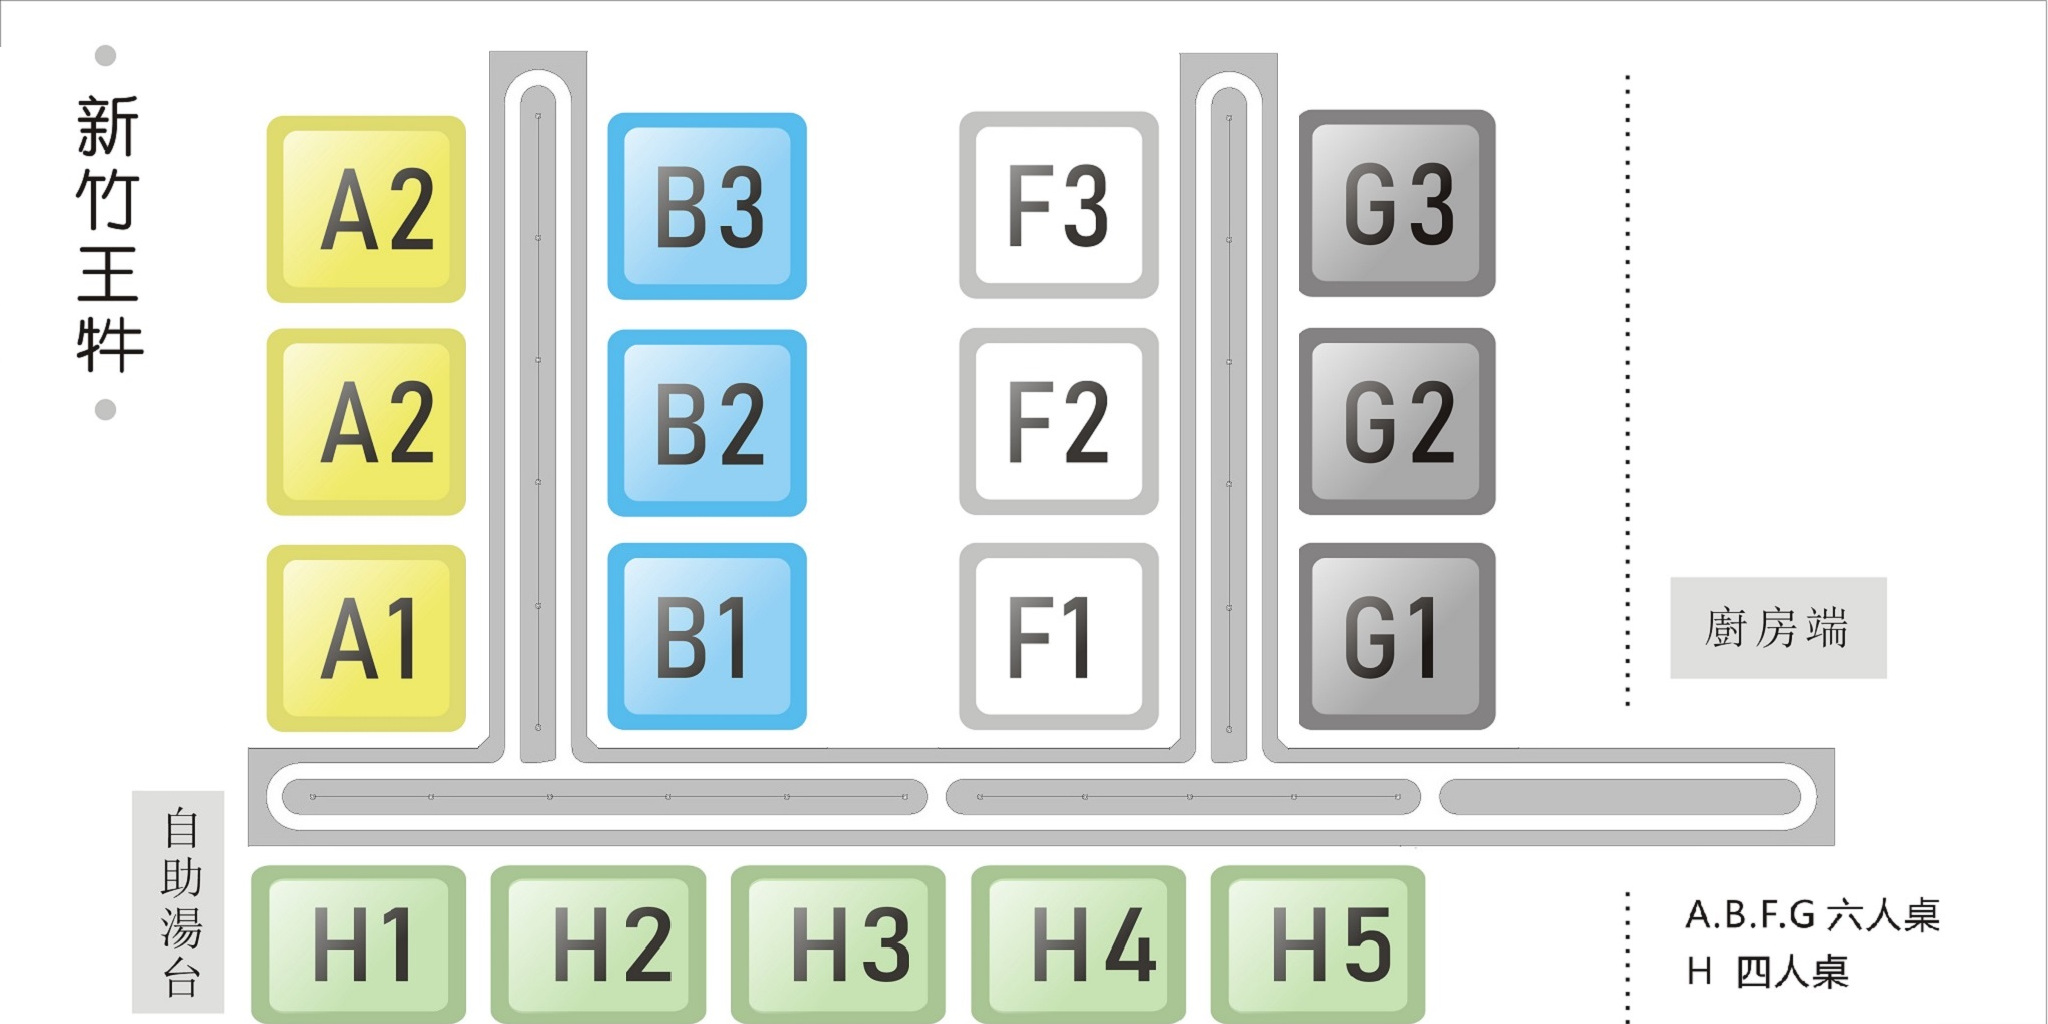 新竹王牪
A2 B3 F3 G3
A2 B2 F2 G2
A1 B1 F1 G1
廚房端
自助湯台
H1 H2 H3 H4 H5
A.B.F.G 六人桌
H 四人桌